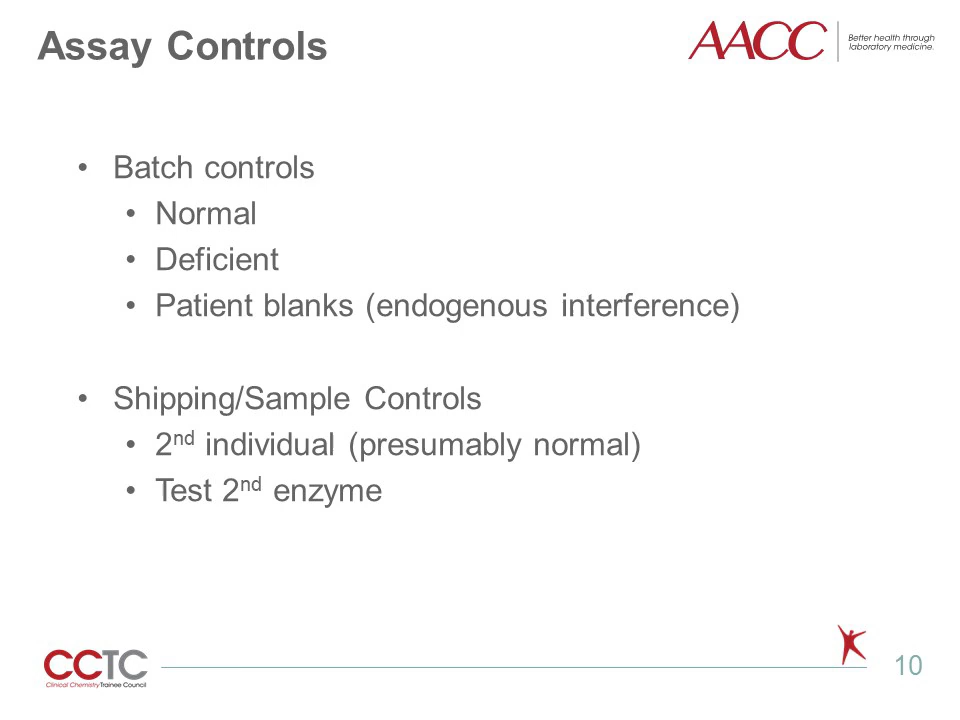 Assay Controls
AACC
Better health through
laboratory medicine.
• Batch controls
• Normal
• Deficient
• Patient blanks (endogenous interference)
• Shipping/Sample Controls
• 2nd individual (presumably normal)
• Test 2nd enzyme
CCTC
Clinical Chemistry Trainee Council
10